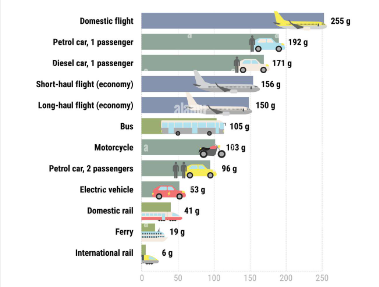 Domestic flight 255 g
Petrol car, 1 passenger 192 g
Diesel car, 1 passenger 171 g
Short-haul flight (economy) 156 g
Long-haul flight (economy) 150 g
Bus 105 g
Motorcycle 103 g
Petrol car, 2 passengers 96 g
Electric vehicle 53 g
Domestic rail 41 g
Ferry 19 g
International rail 6 g
0 50 100 150 200 250